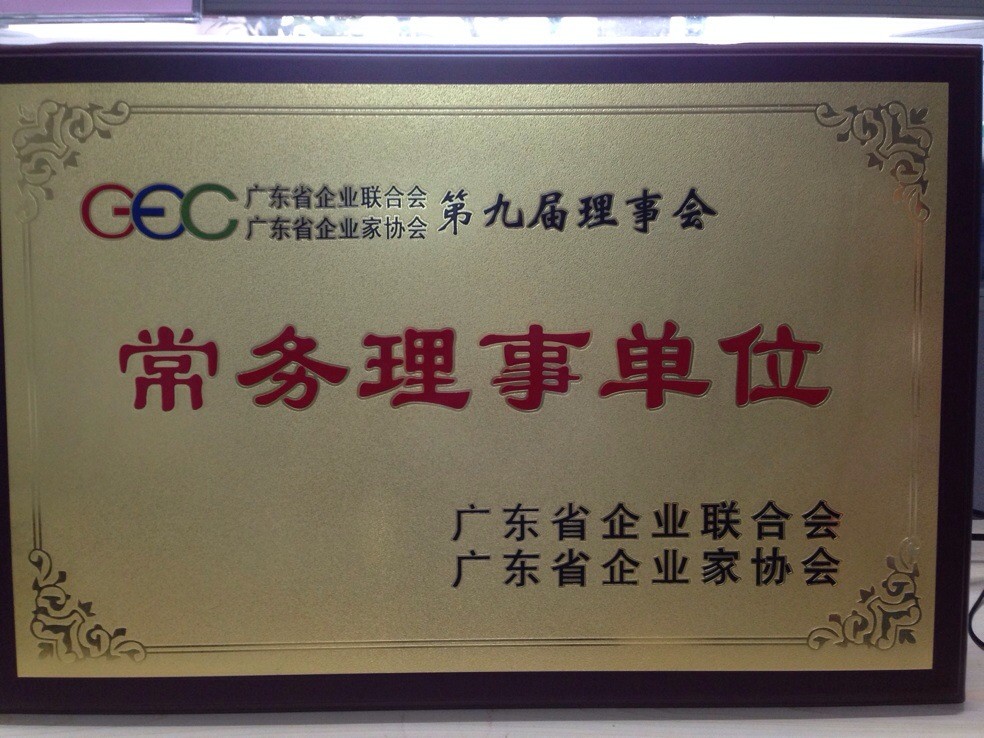 GEC 广东省企业联合会
广东省企业家协会
第九届理事会
常务理事单位
广东省企业联合会
广东省企业家协会